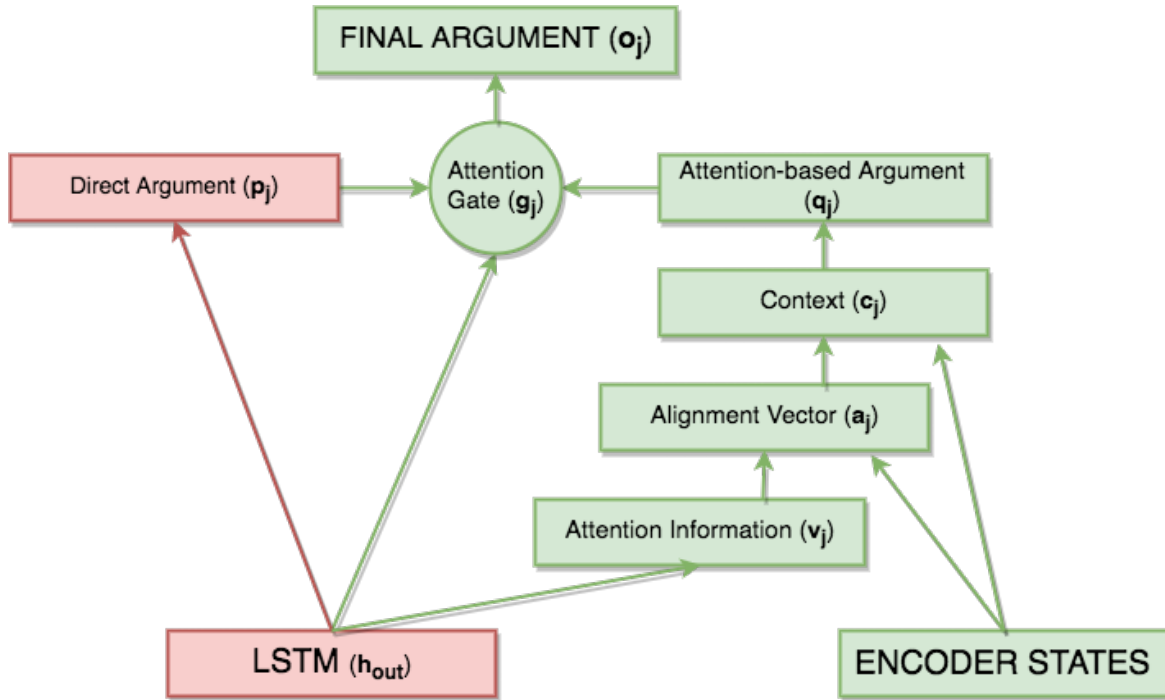 FINAL ARGUMENT (oj)
Direct Argument (pj)
Attention
Gate (gj)
Attention-based Argument
(qj)
Context (cj)
Alignment Vector (aj)
Attention Information (vj)
LSTM (hout)
ENCODER STATES